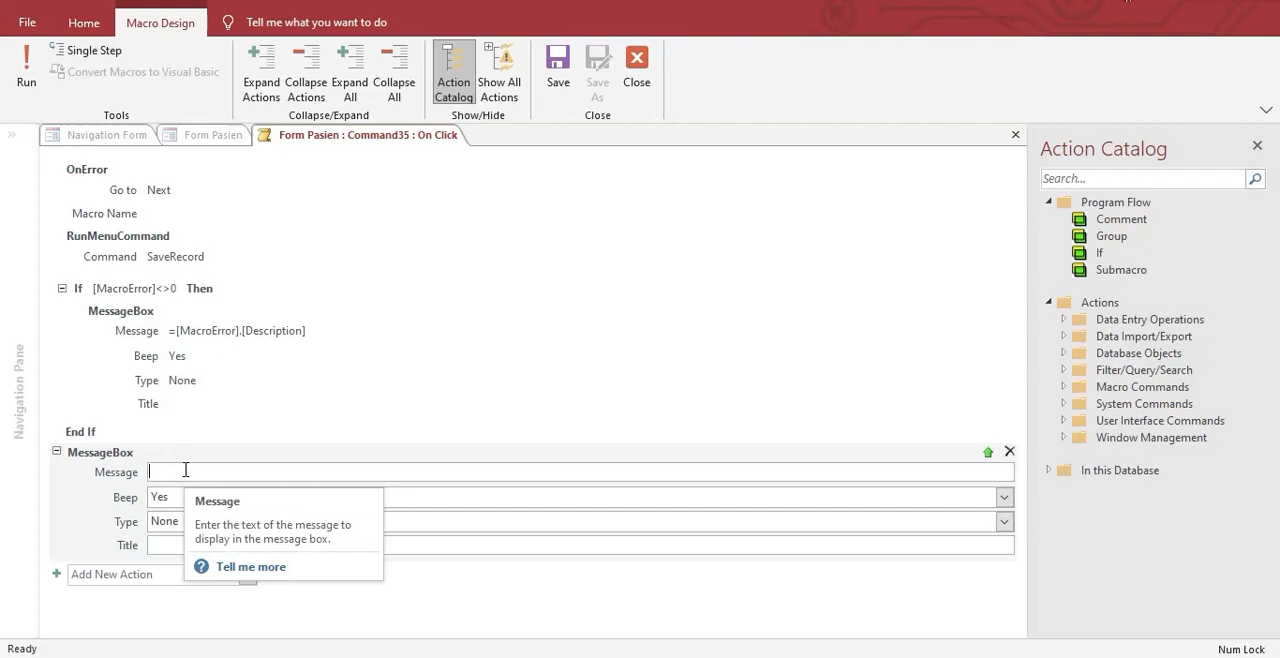 File Home Macro Design Tell me what you want to do
Run
Single Step
Convert Macros to Visual Basic
Tools
Expand Actions
Collapse Actions
Expand All
Collapse All
Collapse/Expand
Action Catalog
Show All Actions
Show/Hide
Save
Save As
Close
Close
Navigation Form
Form Pasien
Form Pasien : Command35 : On Click
Navigation Pane
OnError
Go to Next
Macro Name
RunMenuCommand
Command SaveRecord
If [MacroError]<>0 Then
MessageBox
Message =[MacroError].[Description]
Beep Yes
Type None
Title
End If
MessageBox
Message
Beep Yes
Type None
Title
Message
Enter the text of the message to
display in the message box.
Tell me more
Add New Action
Action Catalog
Search...
Program Flow
Comment
Group
If
Submacro
Actions
Data Entry Operations
Data Import/Export
Database Objects
Filter/Query/Search
Macro Commands
System Commands
User Interface Commands
Window Management
In this Database
Ready
Num Lock